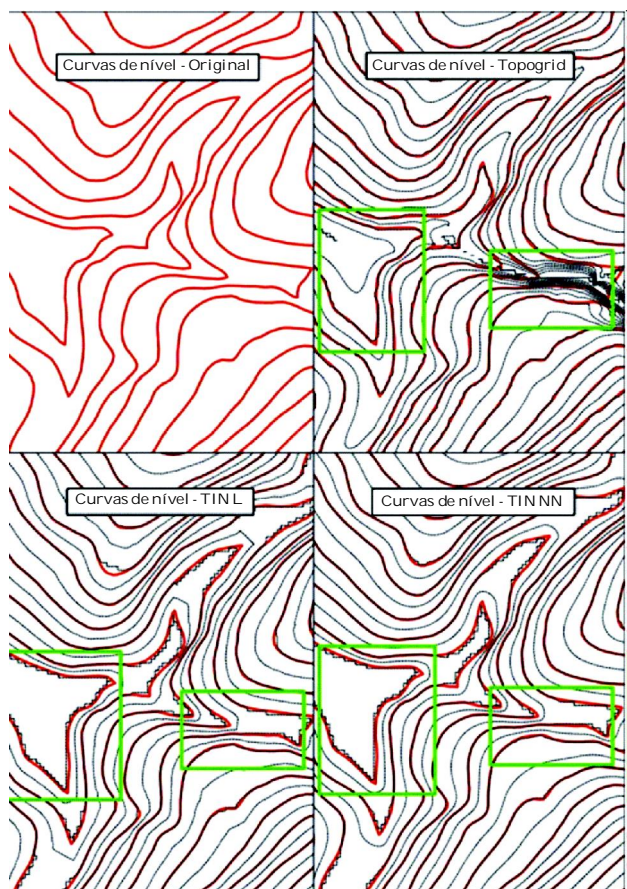 Curvas de nível - Original
Curvas de nível - Topogrid
Curvas de nível - TIN L
Curvas de nível - TIN NN